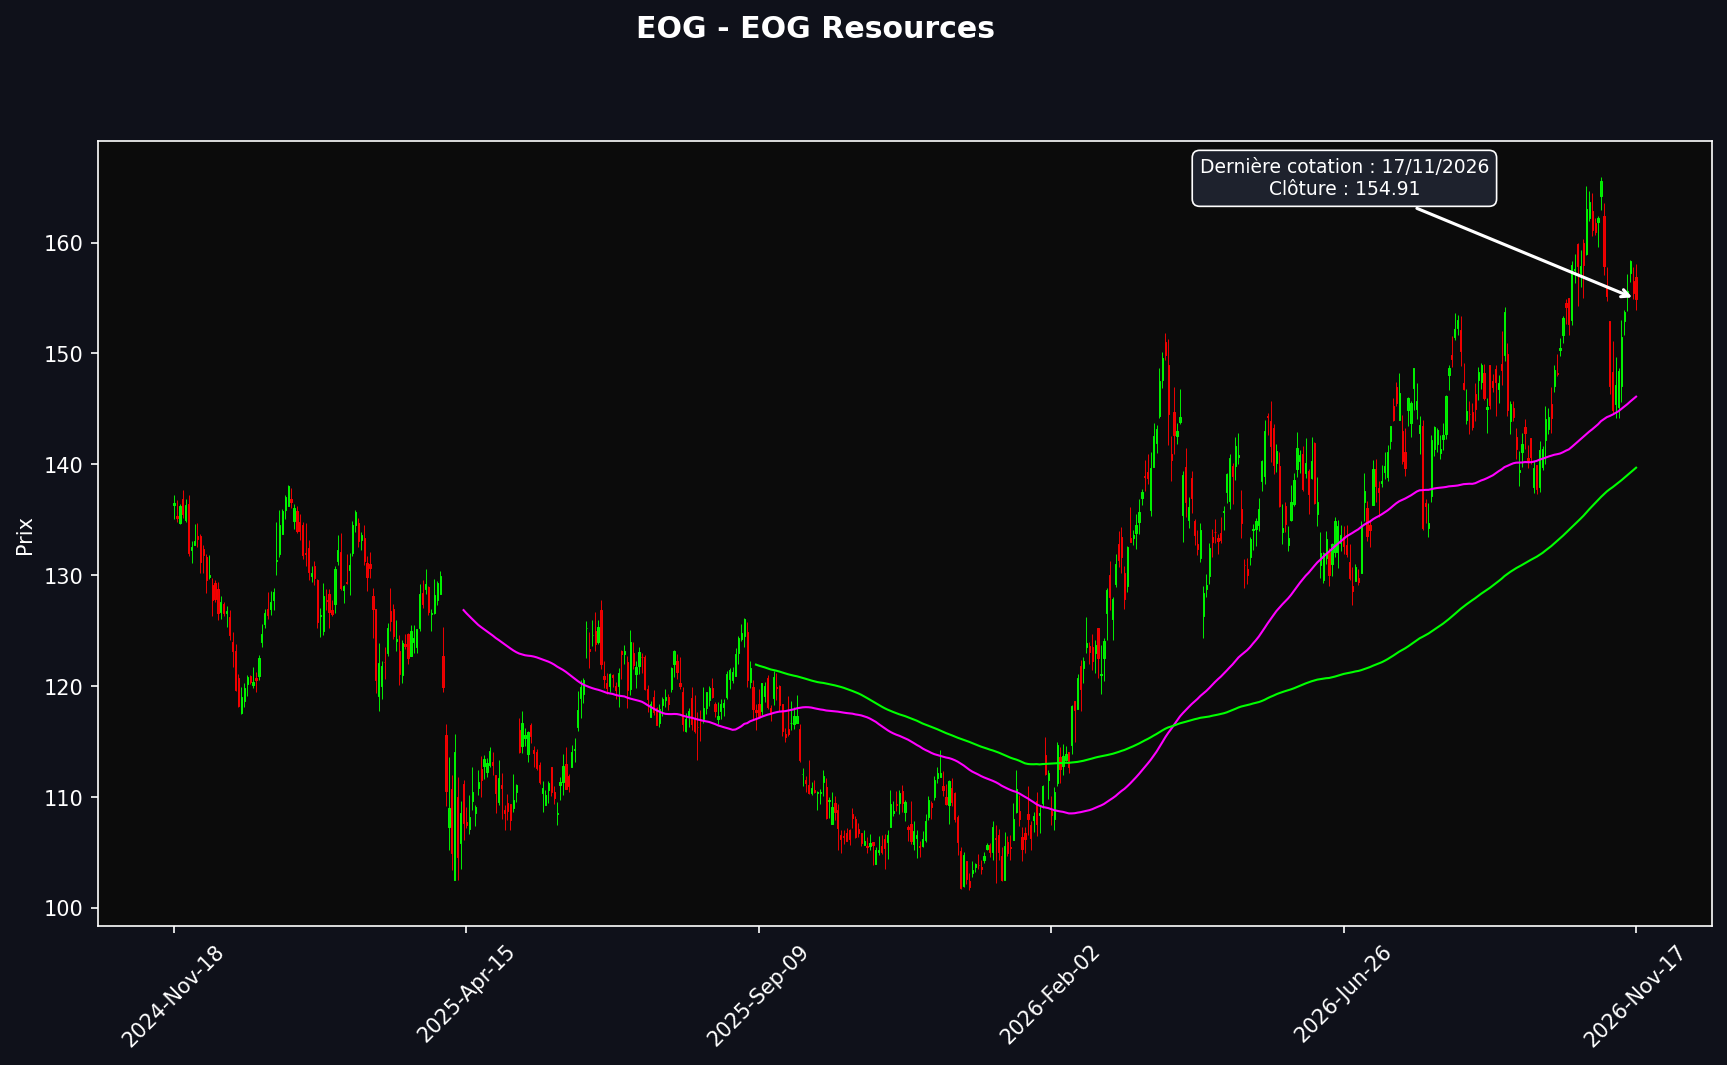 EOG - EOG Resources
Dernière cotation : 17/11/2026
Clôture : 154.91
Prix
160
150
140
130
120
110
100
2024-Nov-18
2025-Apr-15
2025-Sep-09
2026-Feb-02
2026-Jun-26
2026-Nov-17